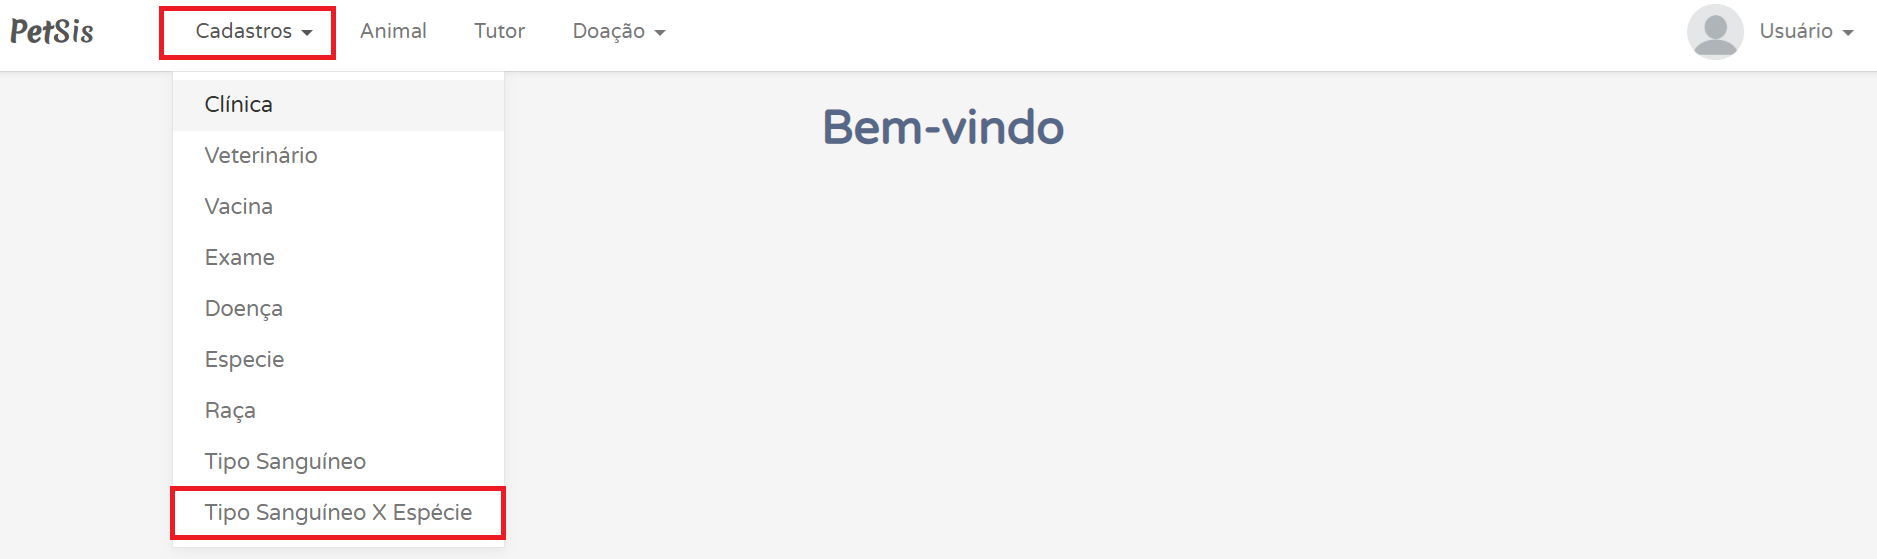 PetSis Cadastros Animal Tutor Doação Usuário
Bem-vindo
Clínica
Veterinário
Vacina
Exame
Doença
Especie
Raça
Tipo Sanguíneo
Tipo Sanguíneo X Espécie